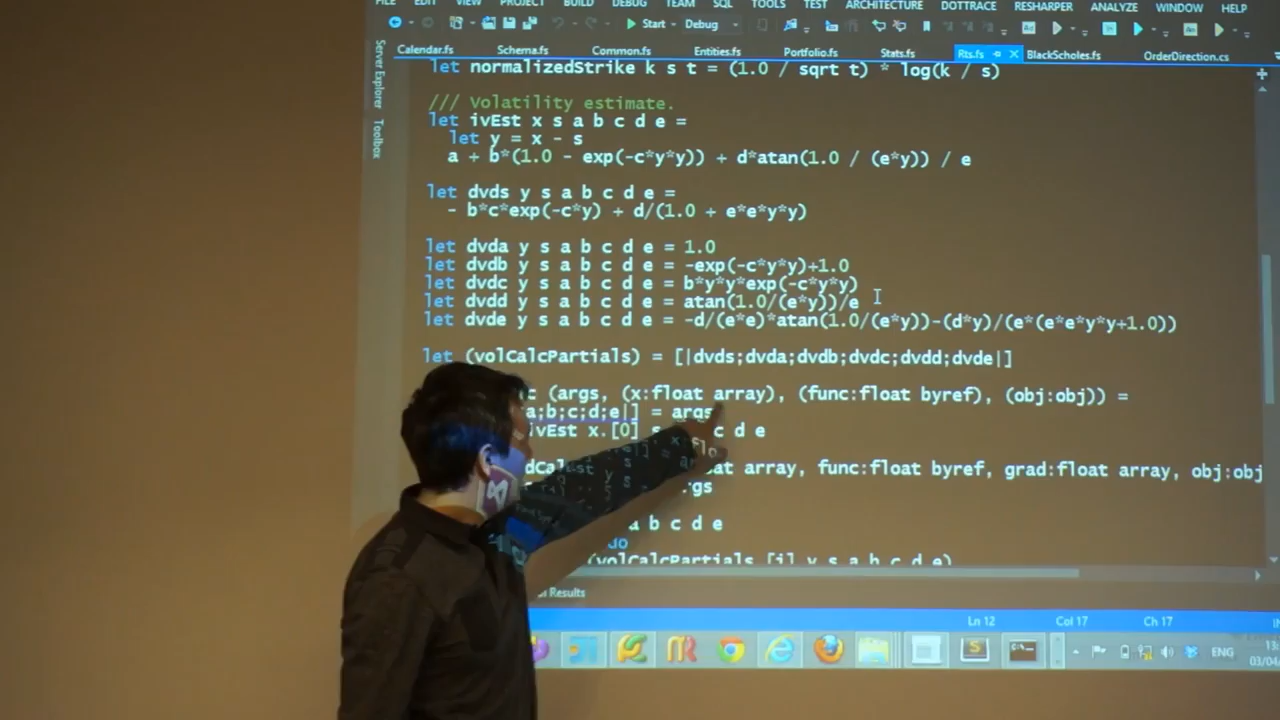 FILE EDIT VIEW PROJECT BUILD DEBUG TEAM SQL TOOLS TEST ARCHITECTURE DOTTRACE RESHARPER ANALYZE WINDOW HELP
Start Debug
Calendar.fs Schema.fs Common.fs Entities.fs Portfolio.fs Stats.fs Rts.fs BlackScholes.fs OrderDirection.cs
Server Explorer Toolbox
let normalizedStrike k s t = (1.0 / sqrt t) * log(k / s)
/// Volatility estimate.
let ivEst x s a b c d e =
let y = x - s
a + b*(1.0 - exp(-c*y*y)) + d*atan(1.0 / (e*y)) / e
let dvds y s a b c d e =
- b*c*exp(-c*y) + d/(1.0 + e*e*y*y)
let dvda y s a b c d e = 1.0
let dvdb y s a b c d e = -exp(-c*y*y)+1.0
let dvdc y s a b c d e = b*y*y*exp(-c*y*y)
let dvdd y s a b c d e = atan(1.0/(e*y))/e
let dvde y s a b c d e = -d/(e*e)*atan(1.0/(e*y))-(d*y)/(e*(e*e*y*y+1.0))
let (volCalcPartials) = [|dvds;dvda;dvdb;dvdc;dvdd;dvde|]
c (args, (x:float array), (func:float byref), (obj:obj)) =
a;b;c;d;e|] = args
ivEst x.[0] s c d e
array, func:float byref, grad:float array, obj:obj
a b c d e
do
(volCalcPartials.[i] y s a b c d e)
Results
Ln 12 Col 17 Ch 17
ENG
03/04